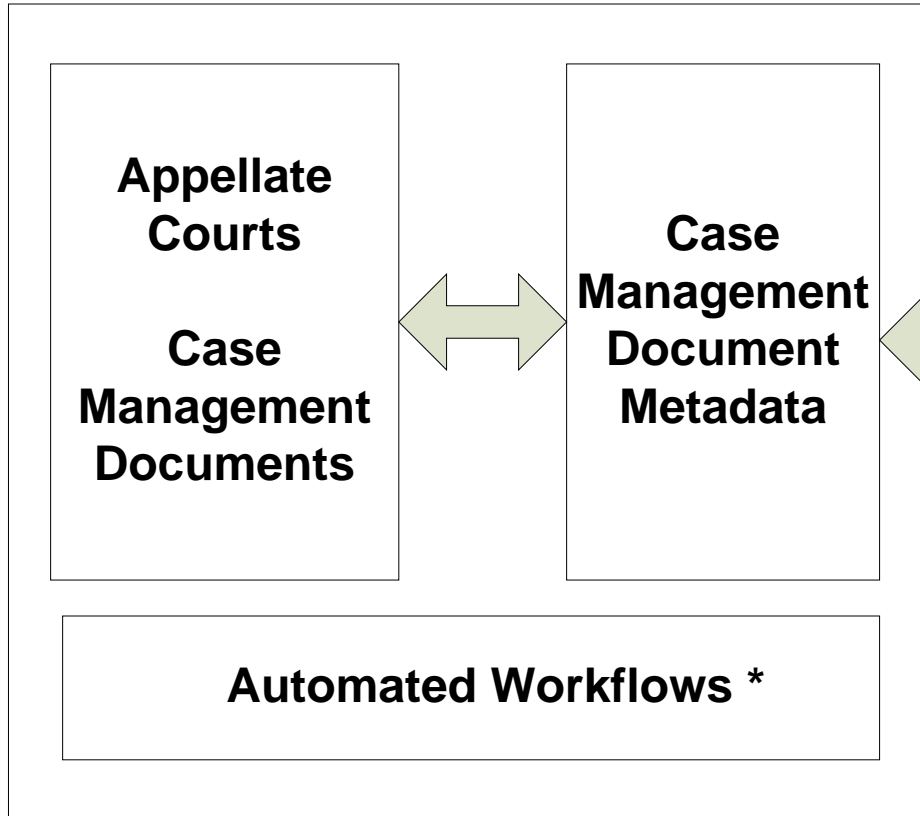 Appellate
Courts
Case
Management
Documents
Case
Management
Document
Metadata
Automated Workflows *